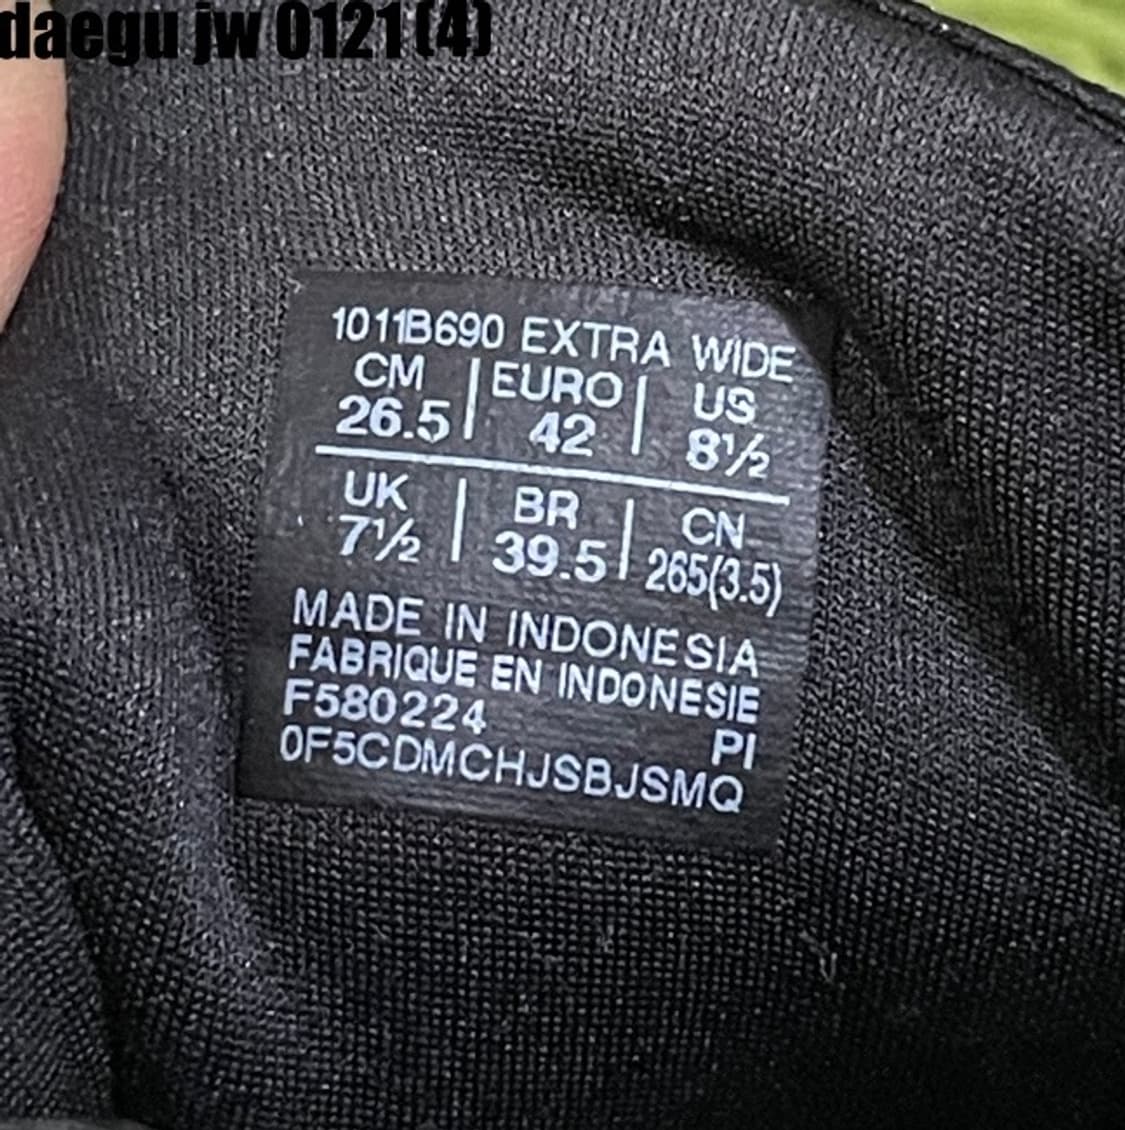 daegu jw 0121 (4)
1011B690 EXTRA WIDE
CM | EURO | US
26.5 | 42 | 8½
UK | BR | CN
7½ | 39.5 | 265(3.5)
MADE IN INDONESIA
FABRIQUE EN INDONESIE
F580224 PI
0F5CDMCHJSBJSMQ